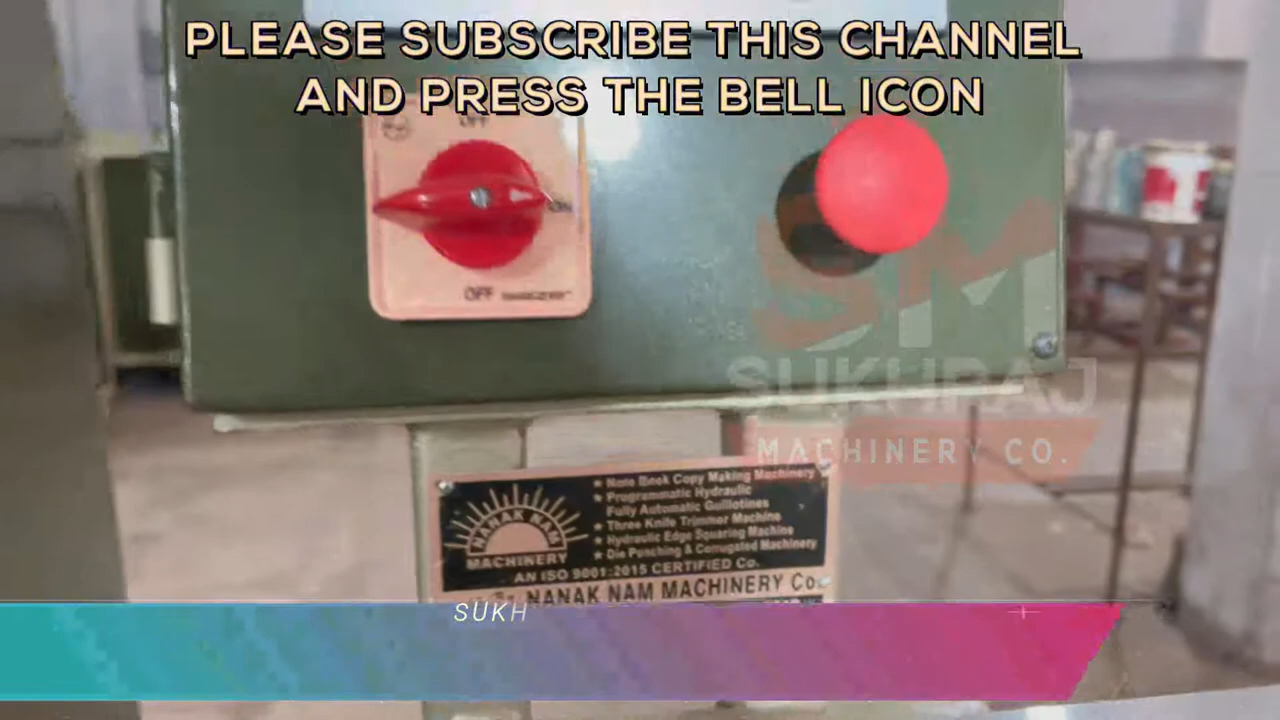 PLEASE SUBSCRIBE THIS CHANNEL
AND PRESS THE BELL ICON
OFF
ON
OFF
SM
SUKHRAJ
MACHINERY CO.
★ Note Book Copy Making Machinery
★ Programmatic Hydraulic
Fully Automatic Guillotines
★ Three Knife Trimmer Machine
★ Hydraulic Edge Squaring Machine
★ Die Punching & Corrugated Machinery
NANAK NAM
MACHINERY
AN ISO 9001:2015 CERTIFIED Co.
NANAK NAM MACHINERY Co.
SUKH